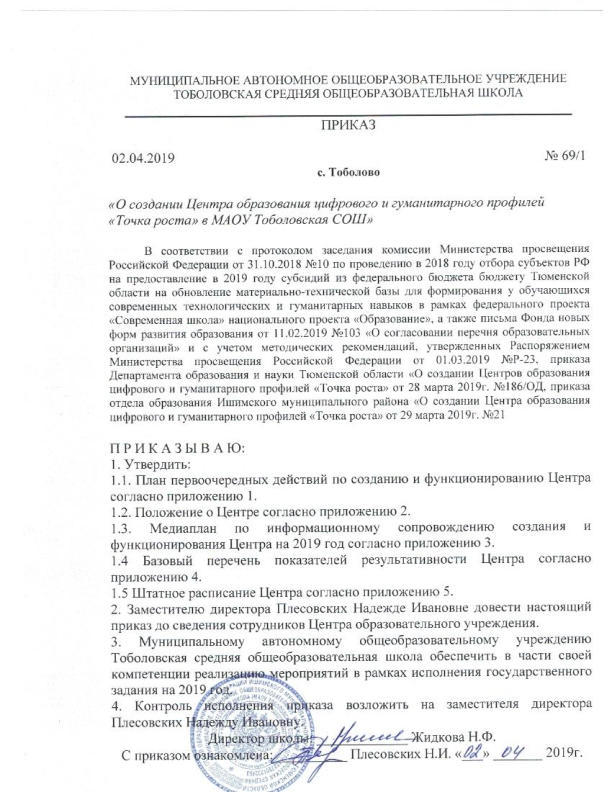 МУНИЦИПАЛЬНОЕ АВТОНОМНОЕ ОБЩЕОБРАЗОВАТЕЛЬНОЕ УЧРЕЖДЕНИЕ
ТОБОЛОВСКАЯ СРЕДНЯЯ ОБЩЕОБРАЗОВАТЕЛЬНАЯ ШКОЛА
ПРИКАЗ
02.04.2019 № 69/1
с. Тоболово
«О создании Центра образования цифрового и гуманитарного профилей
«Точка роста» в МАОУ Тоболовская СОШ»
В соответствии с протоколом заседания комиссии Министерства просвещения
Российской Федерации от 31.10.2018 №10 по проведению в 2018 году отбора субъектов РФ
на предоставление в 2019 году субсидий из федерального бюджета бюджету Тюменской
области на обновление материально-технической базы для формирования у обучающихся
современных технологических и гуманитарных навыков в рамках федерального проекта
«Современная школа» национального проекта «Образование», а также письма Фонда новых
форм развития образования от 11.02.2019 №103 «О согласовании перечня образовательных
организаций» и с учетом методических рекомендаций, утвержденных Распоряжением
Министерства просвещения Российской Федерации от 01.03.2019 №Р-23, приказа
Департамента образования и науки Тюменской области «О создании Центров образования
цифрового и гуманитарного профилей «Точка роста» от 28 марта 2019г. №186/ОД, приказа
отдела образования Ишимского муниципального района «О создании Центра образования
цифрового и гуманитарного профилей «Точка роста» от 29 марта 2019г. №21
П Р И К А З Ы В А Ю:
1. Утвердить:
1.1. План первоочередных действий по созданию и функционированию Центра
согласно приложению 1.
1.2. Положение о Центре согласно приложению 2.
1.3. Медиаплан по информационному сопровождению создания и
функционирования Центра на 2019 год согласно приложению 3.
1.4 Базовый перечень показателей результативности Центра согласно
приложению 4.
1.5 Штатное расписание Центра согласно приложению 5.
2. Заместителю директора Плесовских Надежде Ивановне довести настоящий
приказ до сведения сотрудников Центра образовательного учреждения.
3. Муниципальному автономному общеобразовательному учреждению
Тоболовская средняя общеобразовательная школа обеспечить в части своей
компетенции реализацию мероприятий в рамках исполнения государственного
задания на 2019 год.
4. Контроль исполнения приказа возложить на заместителя директора
Плесовских Надежду Ивановну.
Директор школы: Жидкова Н.Ф.
С приказом ознакомлена: Плесовских Н.И. «02» 04 2019г.